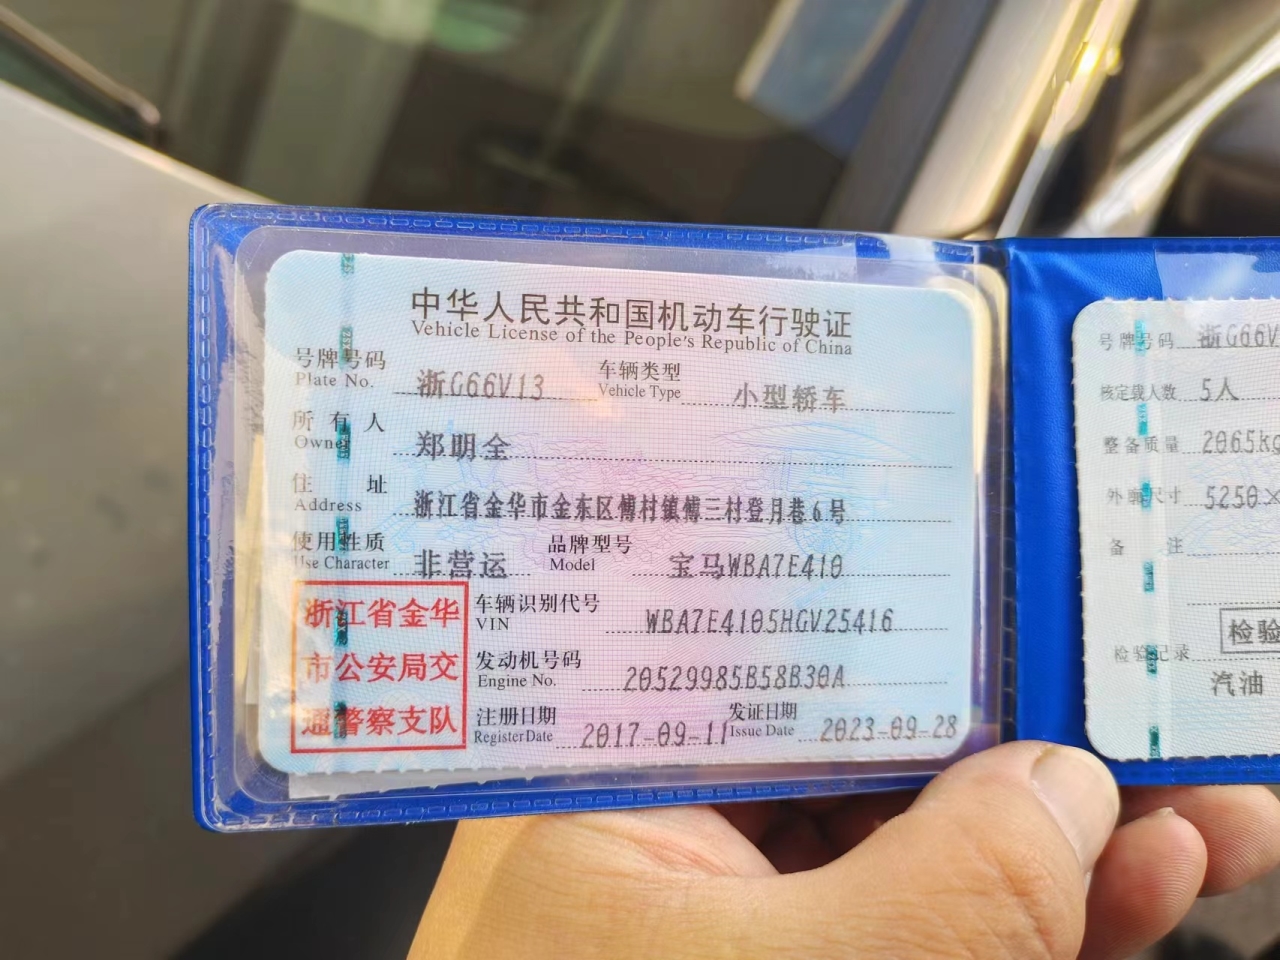 中华人民共和国机动车行驶证
Vehicle License of the People's Republic of China
号牌号码 浙G66V13 车辆类型 小型轿车
Plate No. Vehicle Type
所有人 郑明全
Owner
住址 浙江省金华市金东区傅村镇傅三村登月巷6号
Address
使用性质 非营运 品牌型号 宝马WBA7E410
Use Character Model
浙江省金华
市公安局交
通警察支队
车辆识别代号 WBA7E4105HGV25416
VIN
发动机号码 20529985B58B30A
Engine No.
注册日期 2017-09-11 发证日期 2023-09-28
Register Date Issue Date
号牌号码 浙G66V
核定载人数 5人
整备质量 2065kg
外廓尺寸 5250×
备注
检验记录 检验
汽油